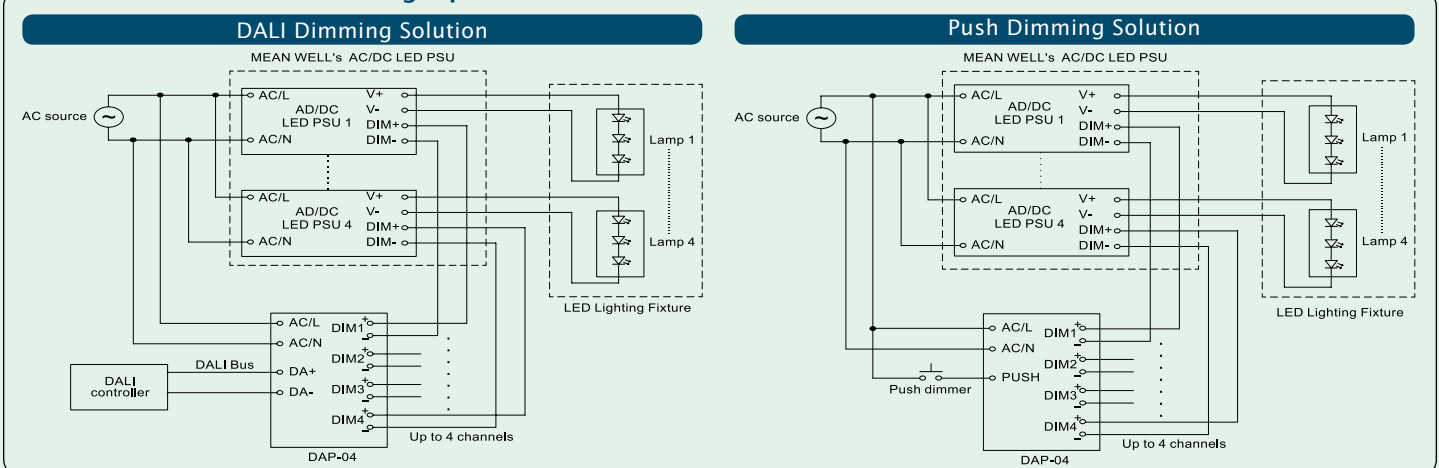 DALI Dimming Solution
MEAN WELL's AC/DC LED PSU
AC source
~
AC/L
AC/N
AD/DC
LED PSU 1
V+
V-
DIM+
DIM-
AC/L
AC/N
AD/DC
LED PSU 4
V+
V-
DIM+
DIM-
Lamp 1
Lamp 4
LED Lighting Fixture
AC/L
AC/N
DA+
DA-
DALI Bus
DALI
controller
DIM1 + -
DIM2 + -
DIM3 + -
DIM4 + -
Up to 4 channels
DAP-04
Push Dimming Solution
MEAN WELL's AC/DC LED PSU
AC source
~
AC/L
AC/N
AD/DC
LED PSU 1
V+
V-
DIM+
DIM-
AC/L
AC/N
AD/DC
LED PSU 4
V+
V-
DIM+
DIM-
Lamp 1
Lamp 4
LED Lighting Fixture
AC/L
AC/N
PUSH
Push dimmer
DIM1 + -
DIM2 + -
DIM3 + -
DIM4 + -
Up to 4 channels
DAP-04